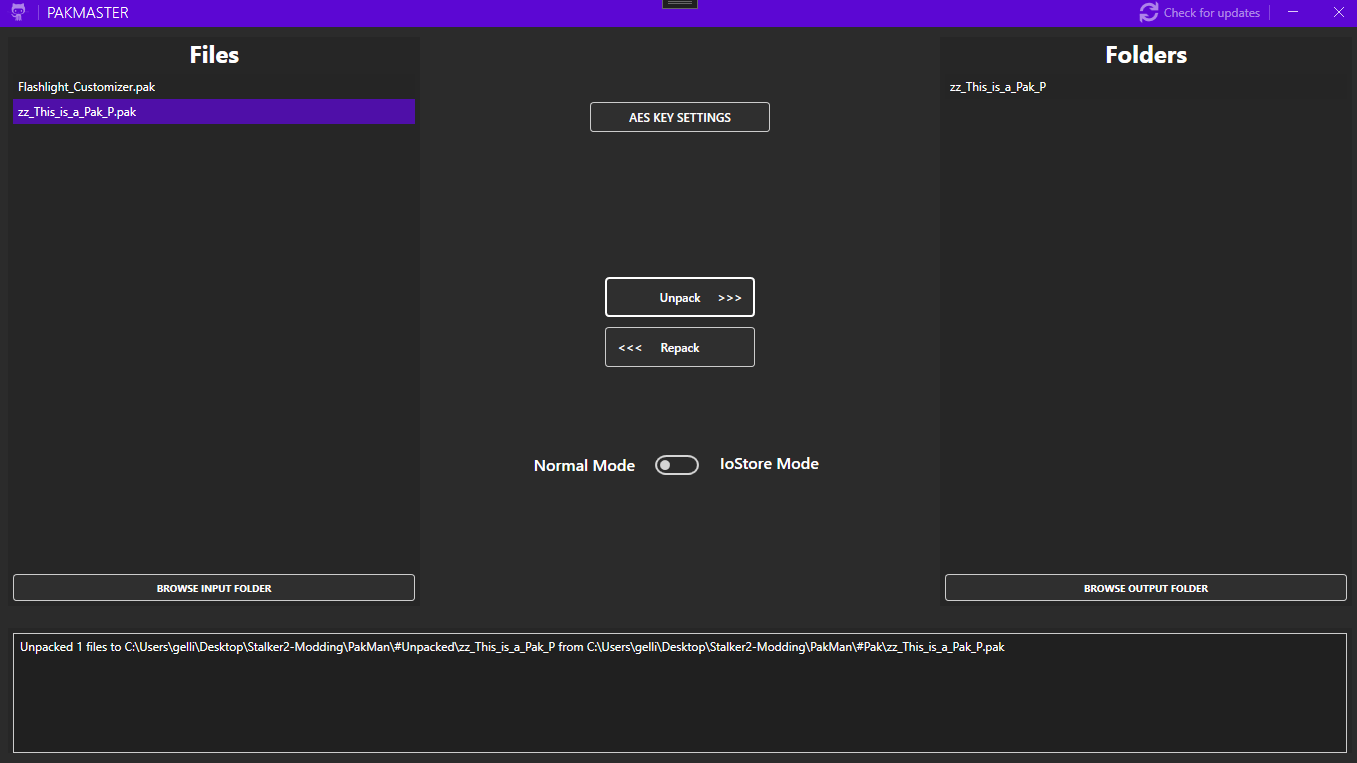 PAKMASTER
Check for updates
Files
Folders
Flashlight_Customizer.pak
zz_This_is_a_Pak_P.pak
zz_This_is_a_Pak_P
AES KEY SETTINGS
Unpack >>>
<<< Repack
Normal Mode
IoStore Mode
BROWSE INPUT FOLDER
BROWSE OUTPUT FOLDER
Unpacked 1 files to C:\Users\gelli\Desktop\Stalker2-Modding\PakMan\#Unpacked\zz_This_is_a_Pak_P from C:\Users\gelli\Desktop\Stalker2-Modding\PakMan\#Pak\zz_This_is_a_Pak_P.pak